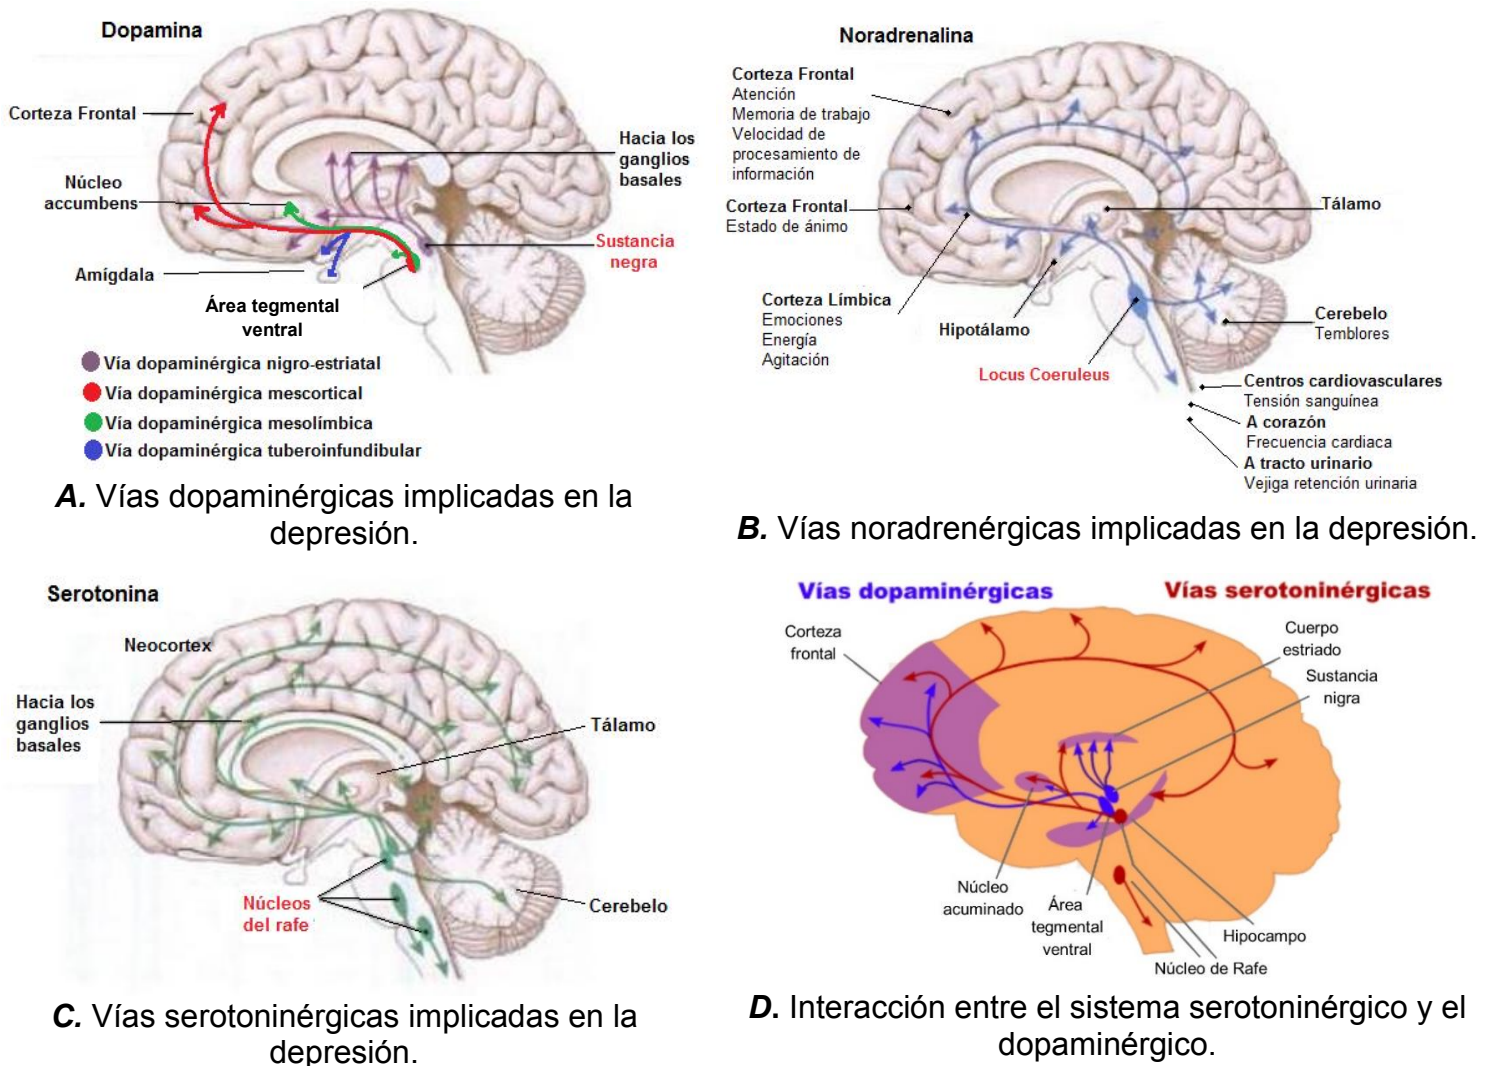 Dopamina
Corteza Frontal
Núcleo
accumbens
Amígdala
Área tegmental
ventral
Hacia los
ganglios
basales
Sustancia
negra
Vía dopaminérgica nigro-estriatal
Vía dopaminérgica mescortical
Vía dopaminérgica mesolímbica
Vía dopaminérgica tuberoinfundibular
A. Vías dopaminérgicas implicadas en la
depresión.
Noradrenalina
Corteza Frontal
Atención
Memoria de trabajo
Velocidad de
procesamiento de
información
Corteza Frontal
Estado de ánimo
Corteza Límbica
Emociones
Energía
Agitación
Hipotálamo
Locus Coeruleus
Tálamo
Cerebelo
Temblores
Centros cardiovasculares
Tensión sanguínea
A corazón
Frecuencia cardiaca
A tracto urinario
Vejiga retención urinaria
B. Vías noradrenérgicas implicadas en la depresión.
Serotonina
Neocortex
Hacia los
ganglios
basales
Tálamo
Núcleos
del rafe
Cerebelo
C. Vías serotoninérgicas implicadas en la
depresión.
Vías dopaminérgicas
Vías serotoninérgicas
Corteza
frontal
Cuerpo
estriado
Sustancia
nigra
Núcleo
acuminado
Área
tegmental
ventral
Hipocampo
Núcleo de Rafe
D. Interacción entre el sistema serotoninérgico y el
dopaminérgico.